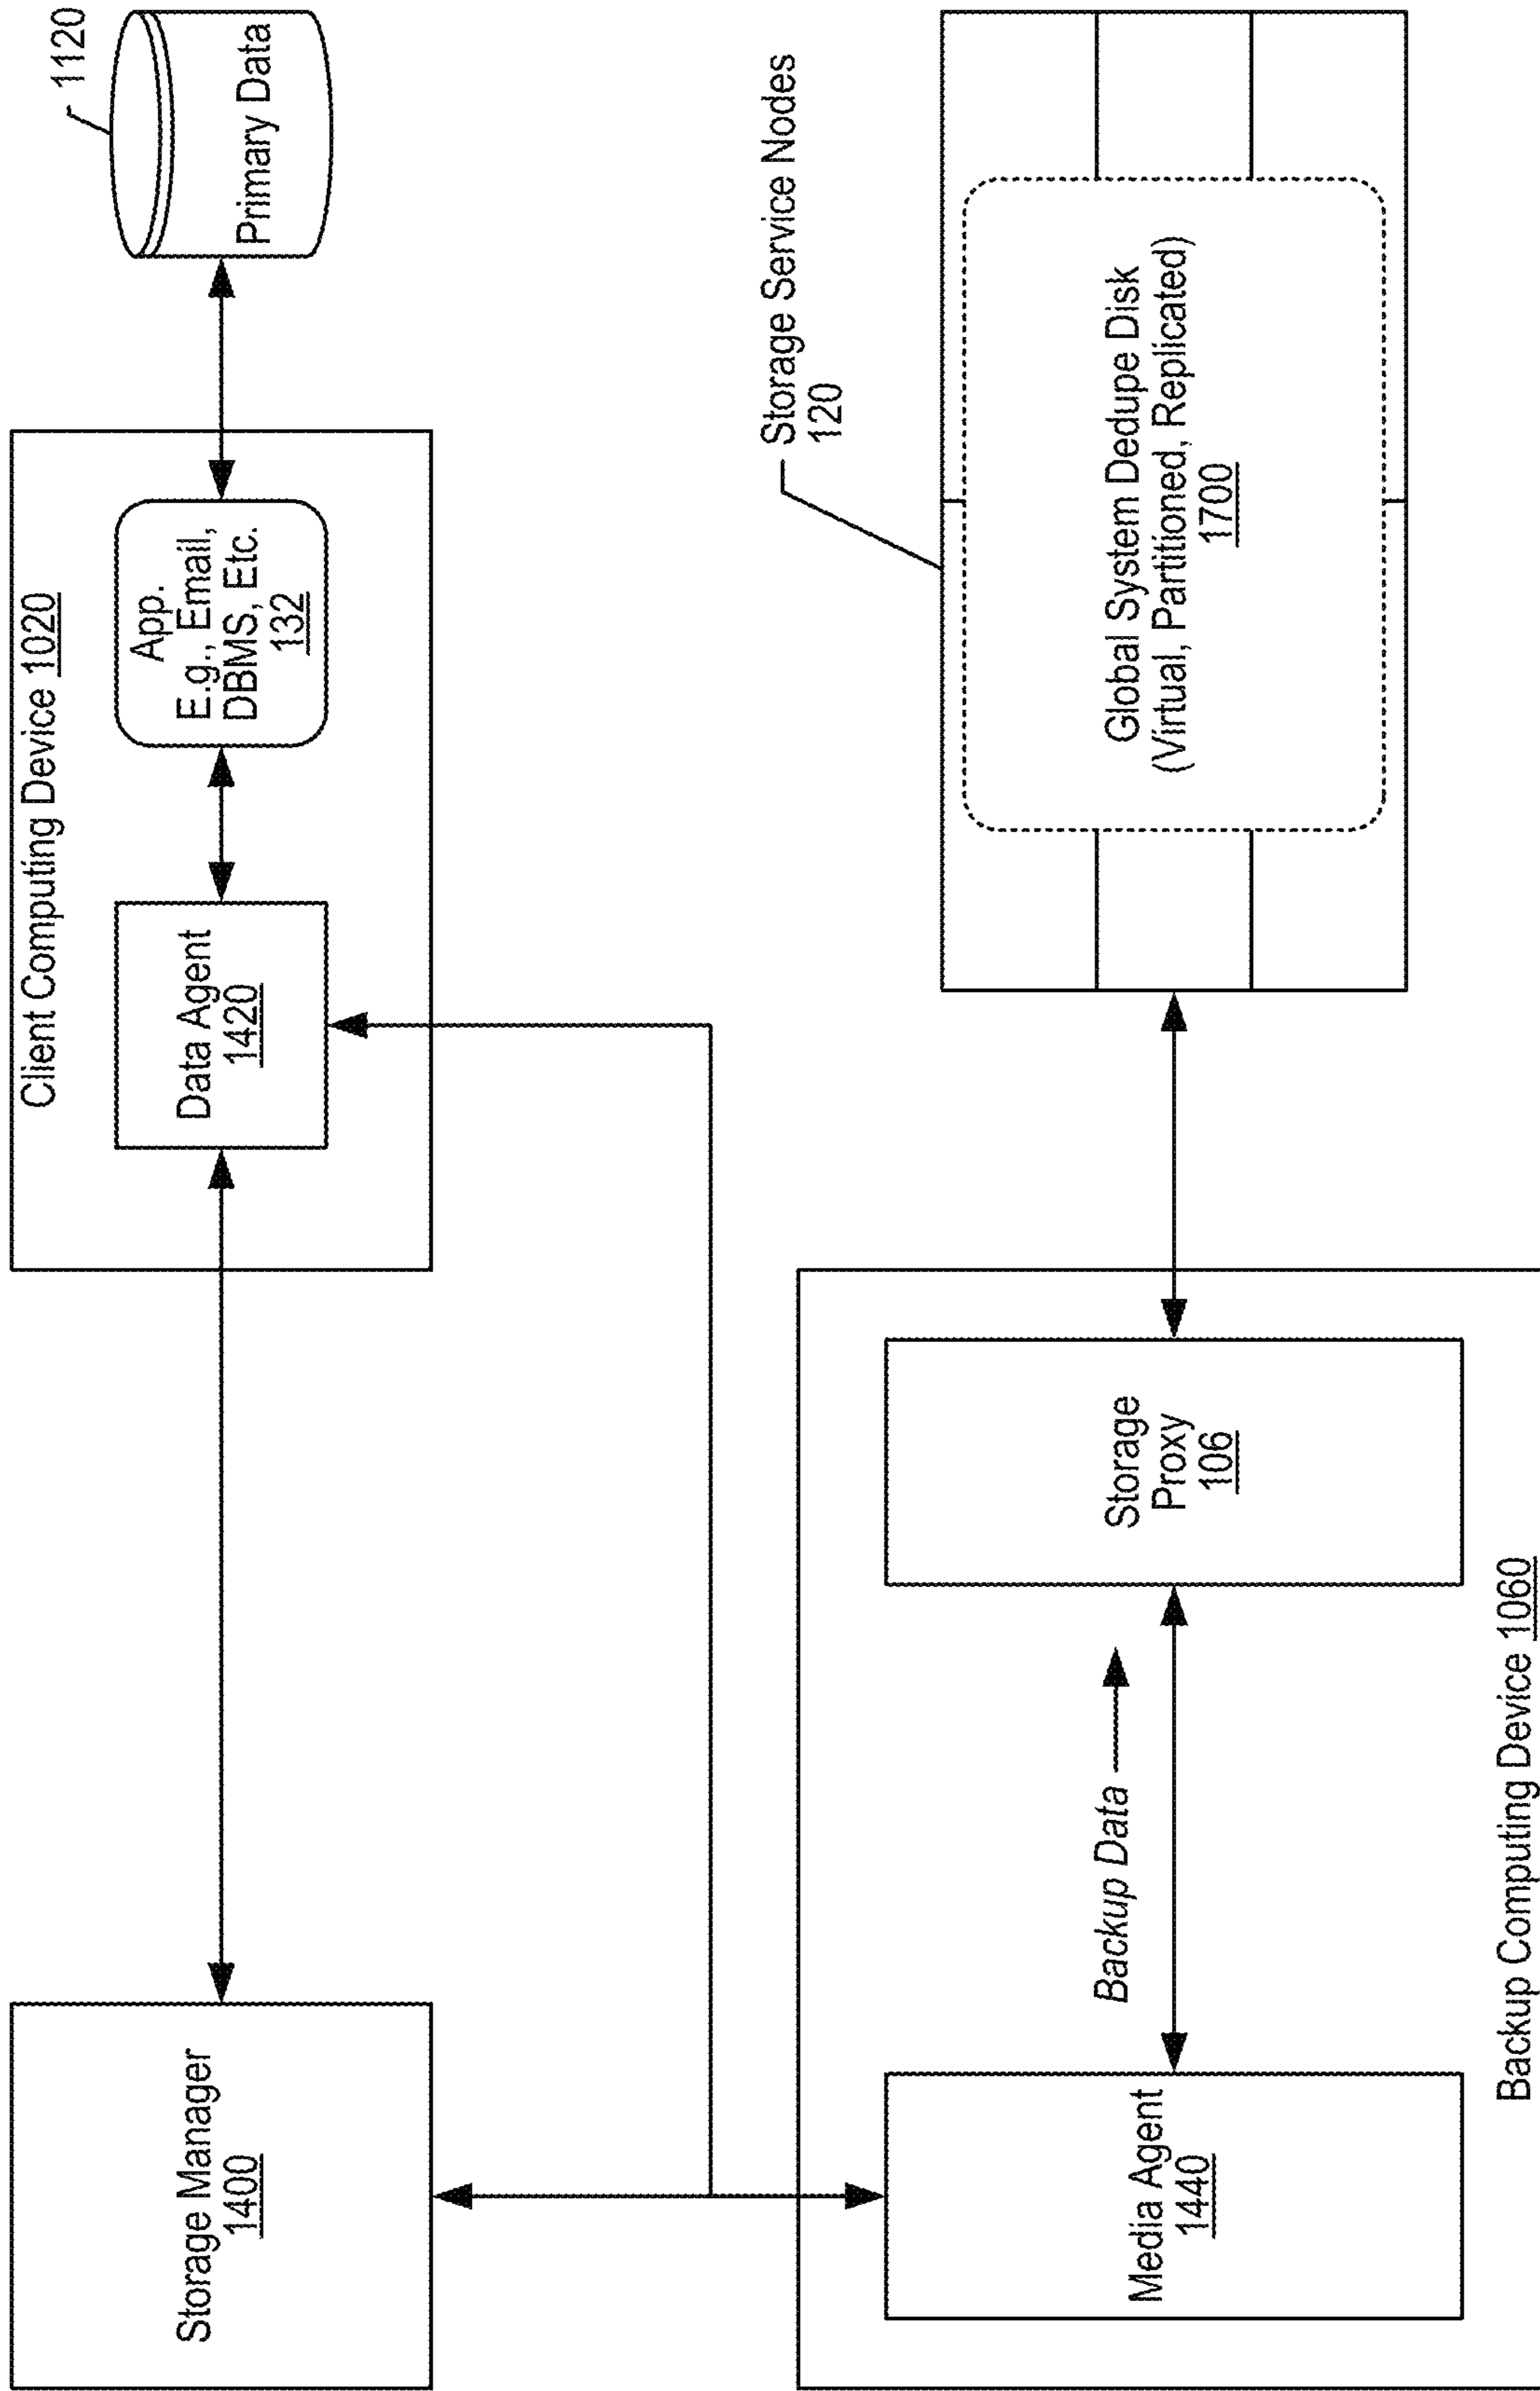 Storage Manager
1400
Client Computing Device 1020
Data Agent
1420
App.
E.g., Email,
DBMS, Etc.
132
1120
Primary Data
Media Agent
1440
Backup Data
Storage
Proxy
106
Backup Computing Device 1060
Storage Service Nodes
120
Global System Dedupe Disk
(Virtual, Partitioned, Replicated)
1700